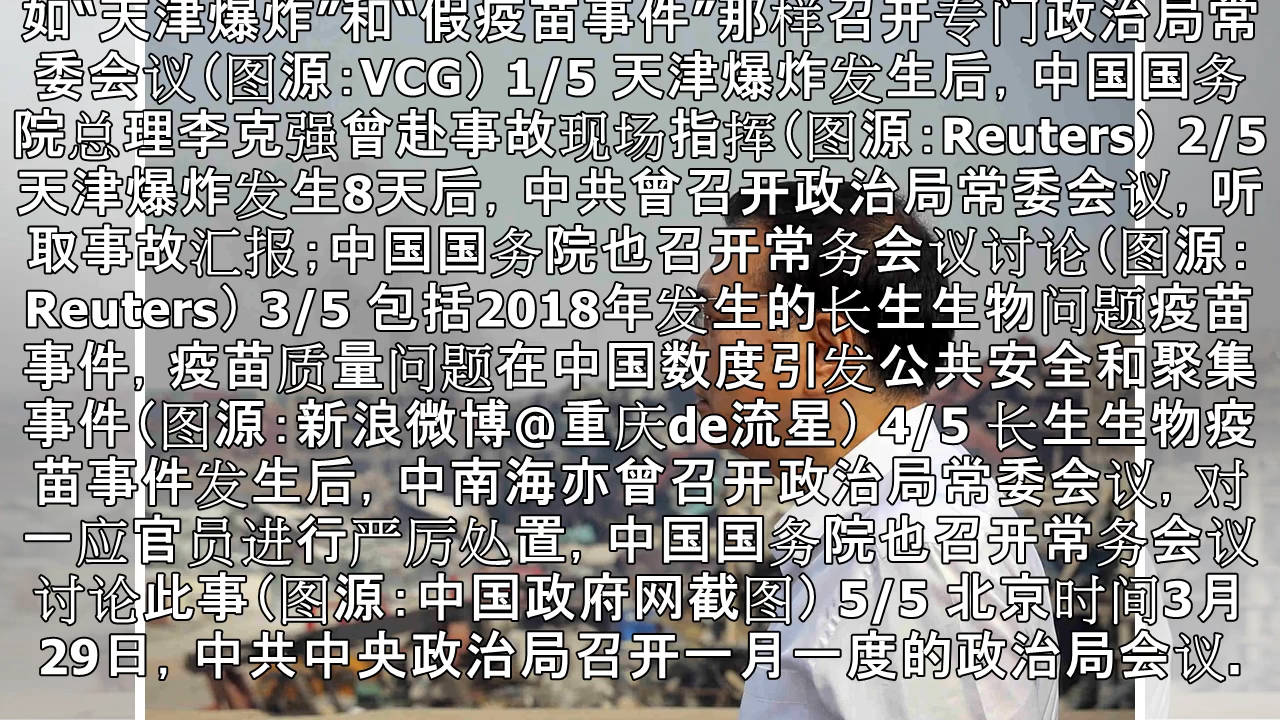 如“天津爆炸”和“假疫苗事件”那样召开专门政治局常
委会议(图源:VCG) 1/5 天津爆炸发生后, 中国国务
院总理李克强曾赴事故现场指挥(图源:Reuters) 2/5
天津爆炸发生8天后, 中共曾召开政治局常委会议, 听
取事故汇报;中国国务院也召开常务会议讨论(图源:
Reuters) 3/5 包括2018年发生的长生生物问题疫苗
事件, 疫苗质量问题在中国数度引发公共安全和聚集
事件(图源:新浪微博@重庆de流星) 4/5 长生生物疫
苗事件发生后, 中南海亦曾召开政治局常委会议, 对
一应官员进行严厉处置, 中国国务院也召开常务会议
讨论此事(图源:中国政府网截图) 5/5 北京时间3月
29日, 中共中央政治局召开一月一度的政治局会议.